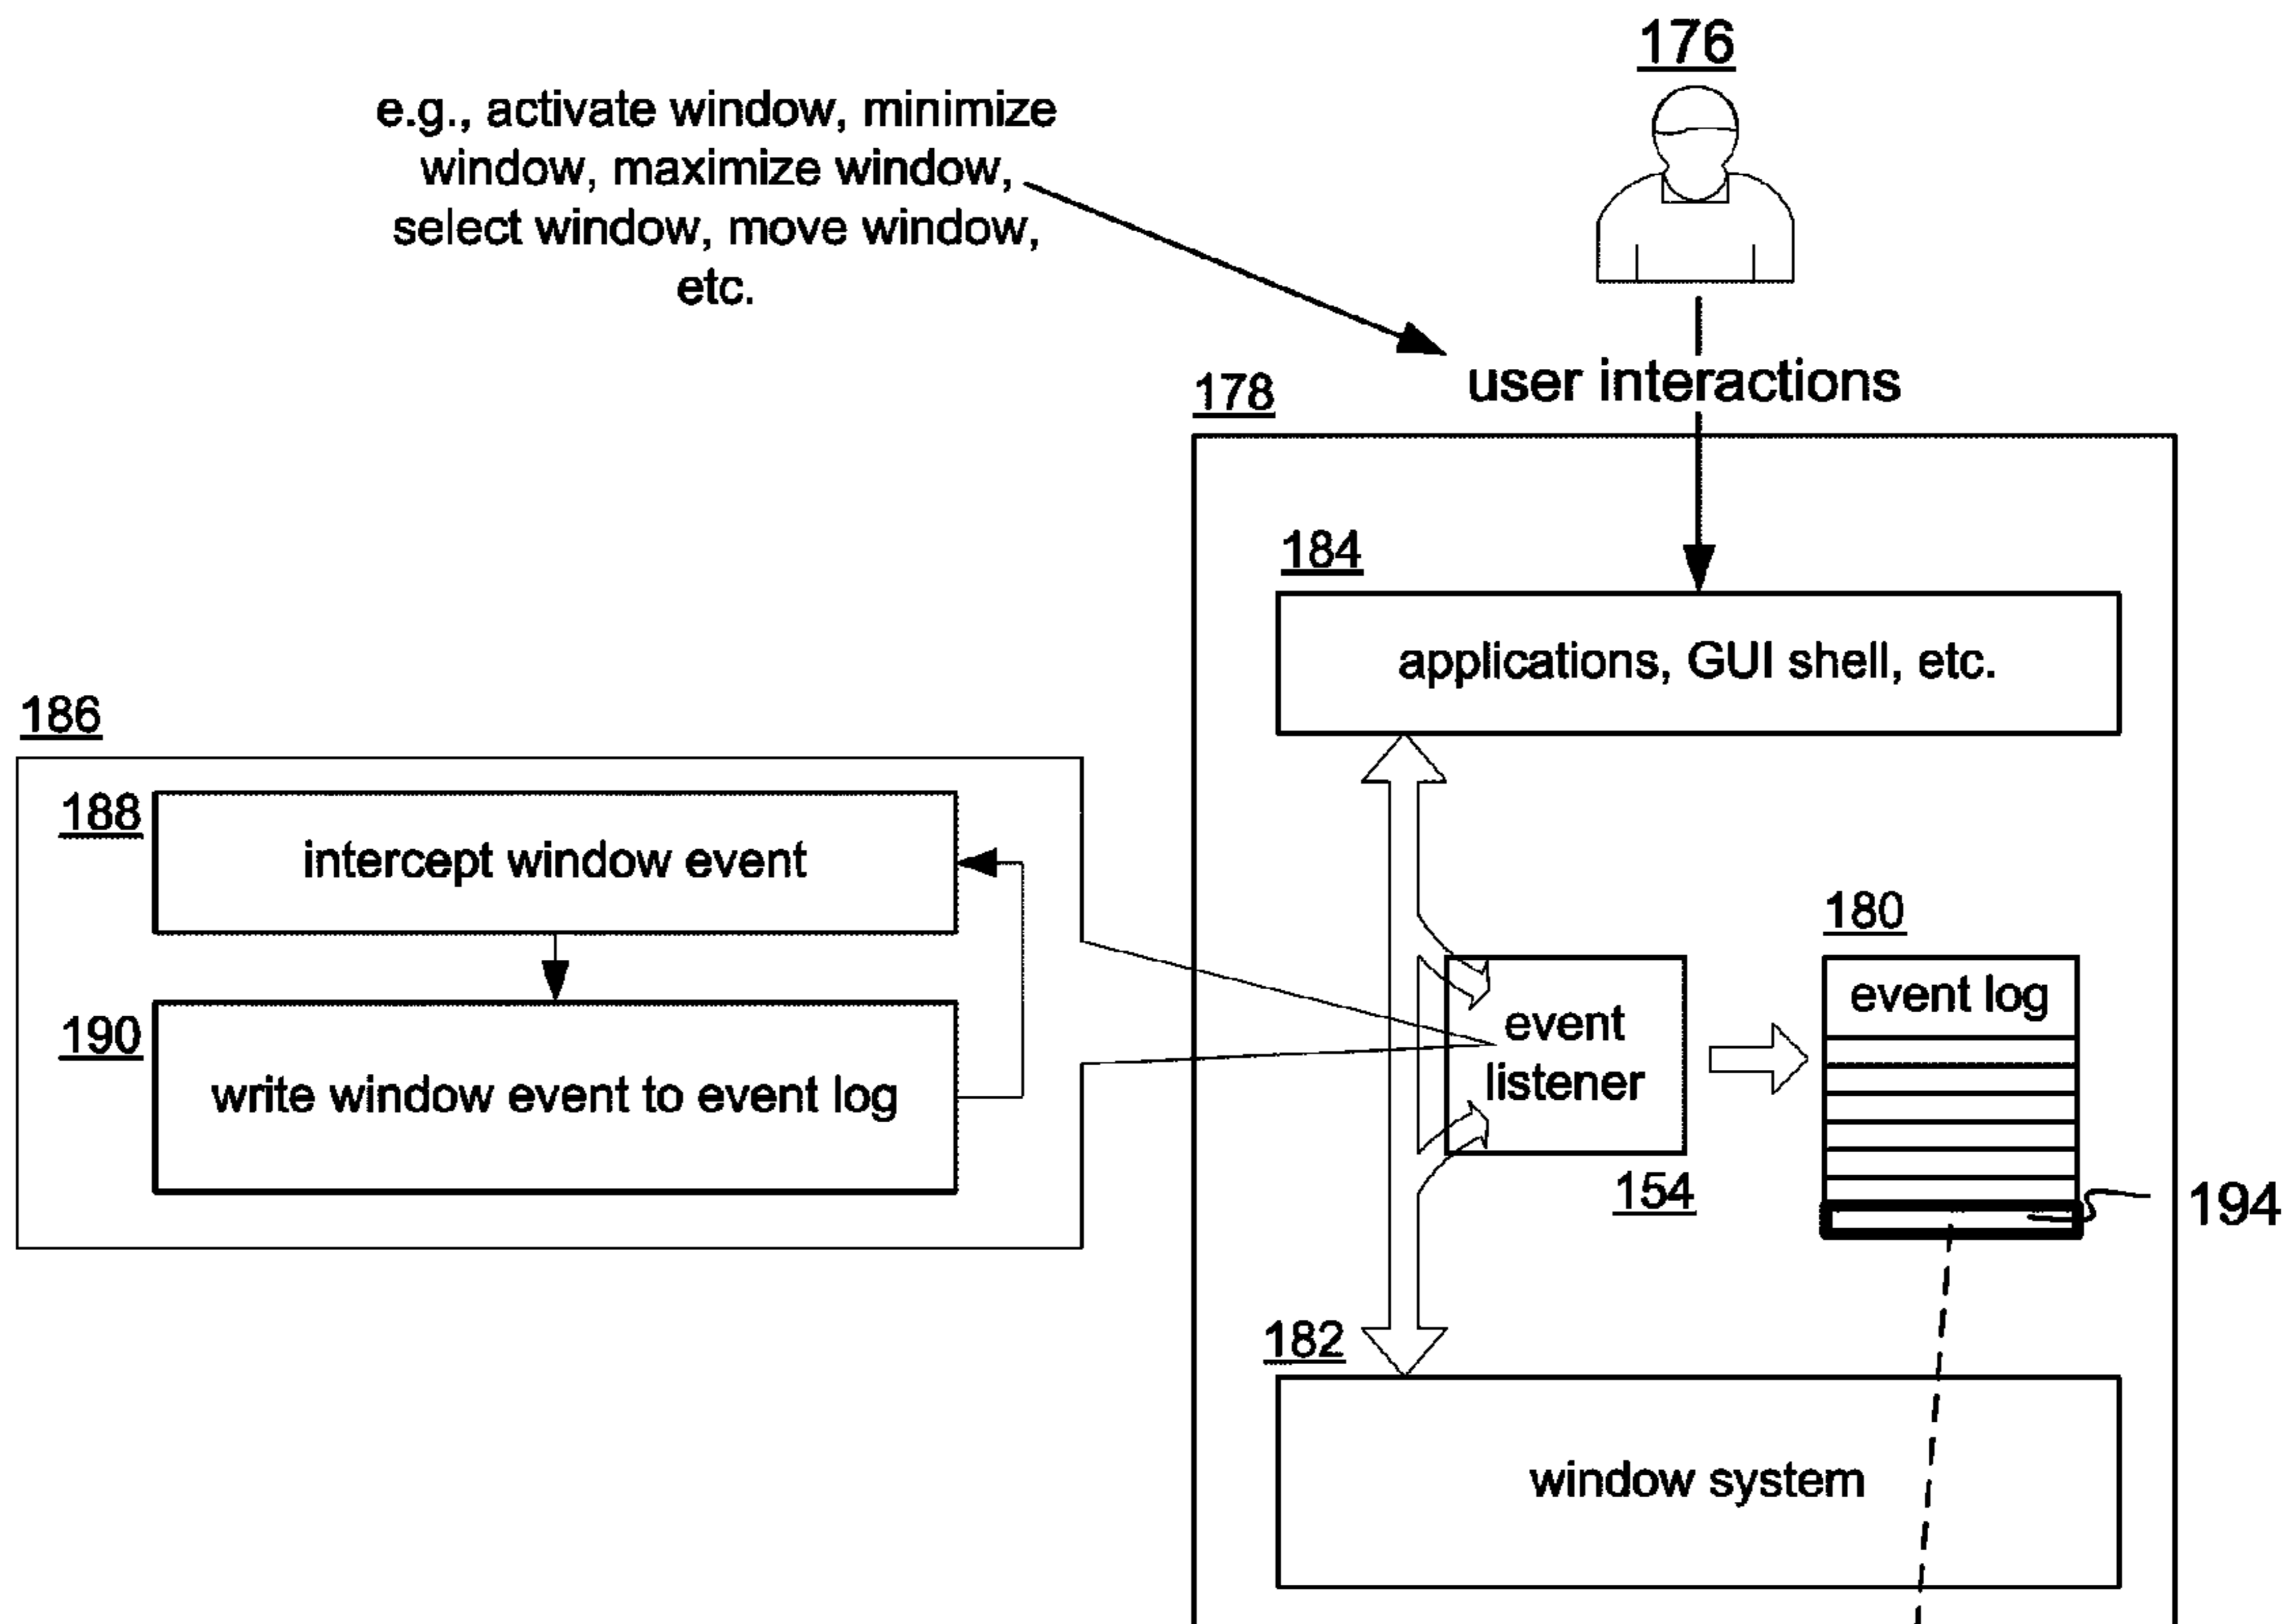 176
e.g., activate window, minimize
window, maximize window,
select window, move window,
etc.
user interactions
178
184
applications, GUI shell, etc.
186
188
intercept window event
180
event log
190
write window event to event log
event
listener
154
194
182
window system